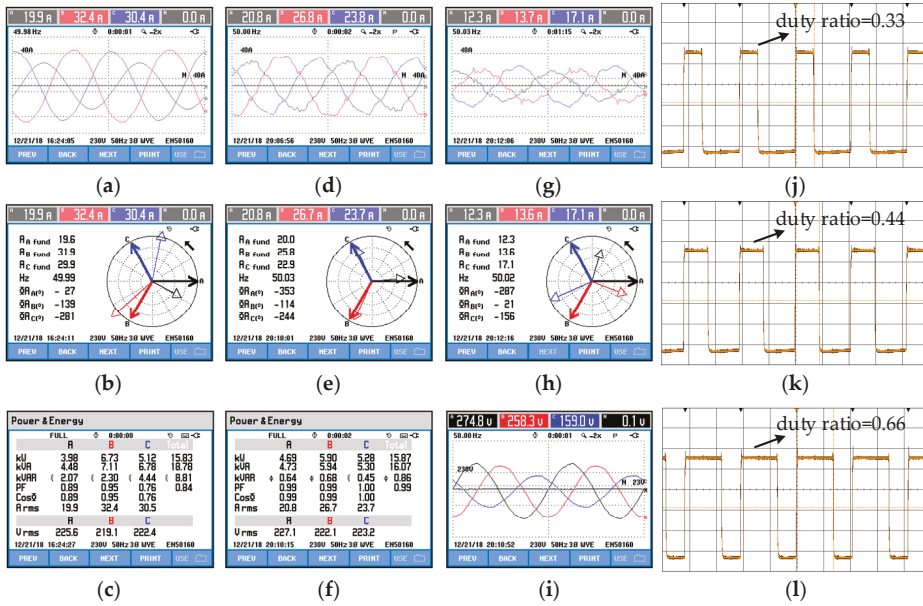 A 19.9 A B 32.4 A C 30.4 A N 0.0 A
49.98 Hz 0:00:01 -2x
40A
N 40A
12/21/18 16:24:05 230V 50Hz 3Ø WYE EN50160
PREV BACK NEXT PRINT USE
(a)
A 20.8 A B 26.8 A C 23.8 A N 0.0 A
50.00 Hz 0:00:02 -2x P
40A
N 40A
12/21/18 20:06:56 230V 50Hz 3Ø WYE EN50160
PREV BACK NEXT PRINT USE
(d)
A 12.3 A B 13.7 A C 17.1 A N 0.0 A
50.03 Hz 0:01:15 -2x
40A
N 40A
12/21/18 20:12:06 230V 50Hz 3Ø WYE EN50160
PREV BACK NEXT PRINT USE
(g)
duty ratio=0.33
(j)
A 19.9 A B 32.4 A C 30.4 A N 0.0 A
A A fund 19.6
A B fund 31.9
A C fund 29.9
Hz 49.99
ΦA A(°) - 27
ΦA B(°) -139
ΦA C(°) -281
C
A
B
12/21/18 16:24:11 230V 50Hz 3Ø WYE EN50160
PREV BACK NEXT PRINT USE
(b)
A 20.8 A B 26.7 A C 23.7 A N 0.0 A
A A fund 20.0
A B fund 25.8
A C fund 22.9
Hz 50.03
ΦA A(°) -353
ΦA B(°) -114
ΦA C(°) -244
C
A
B
12/21/18 20:10:01 230V 50Hz 3Ø WYE EN50160
PREV BACK NEXT PRINT USE
(e)
A 12.3 A B 13.6 A C 17.1 A N 0.0 A
A A fund 12.3
A B fund 13.6
A C fund 17.1
Hz 50.02
ΦA A(°) -287
ΦA B(°) - 21
ΦA C(°) -156
C
A
B
12/21/18 20:12:16 230V 50Hz 3Ø WYE EN50160
PREV BACK NEXT PRINT USE
(h)
duty ratio=0.44
(k)
Power & Energy
FULL 0:00:00
A B C Total
kW 3.98 6.73 5.12 15.83
kVA 4.48 7.11 6.78 18.78
kVAR ( 2.07 ( 2.30 ( 4.44 ( 8.81
PF 0.89 0.95 0.76 0.84
CosΦ 0.89 0.95 0.76
A rms 19.9 32.4 30.5
A B C
V rms 225.6 219.1 222.4
12/21/18 16:24:27 230V 50Hz 3Ø WYE EN50160
PREV BACK NEXT PRINT USE
(c)
Power & Energy
FULL 0:00:02
A B C Total
kW 4.69 5.90 5.28 15.87
kVA 4.73 5.94 5.30 16.07
kVAR ǂ 0.64 ǂ 0.68 ( 0.45 ǂ 0.86
PF 0.99 0.99 1.00 0.99
CosΦ 0.99 0.99 1.00
A rms 20.8 26.7 23.7
A B C
V rms 227.1 222.1 223.2
12/21/18 20:10:15 230V 50Hz 3Ø WYE EN50160
PREV BACK NEXT PRINT USE
(f)
A 274.8 V B 258.3 V C 159.0 V N 0.1 V
50.00 Hz 0:00:01 -2x
230V
N 23V
12/21/18 20:10:52 230V 50Hz 3Ø WYE EN50160
PREV BACK NEXT PRINT USE
(i)
duty ratio=0.66
(l)